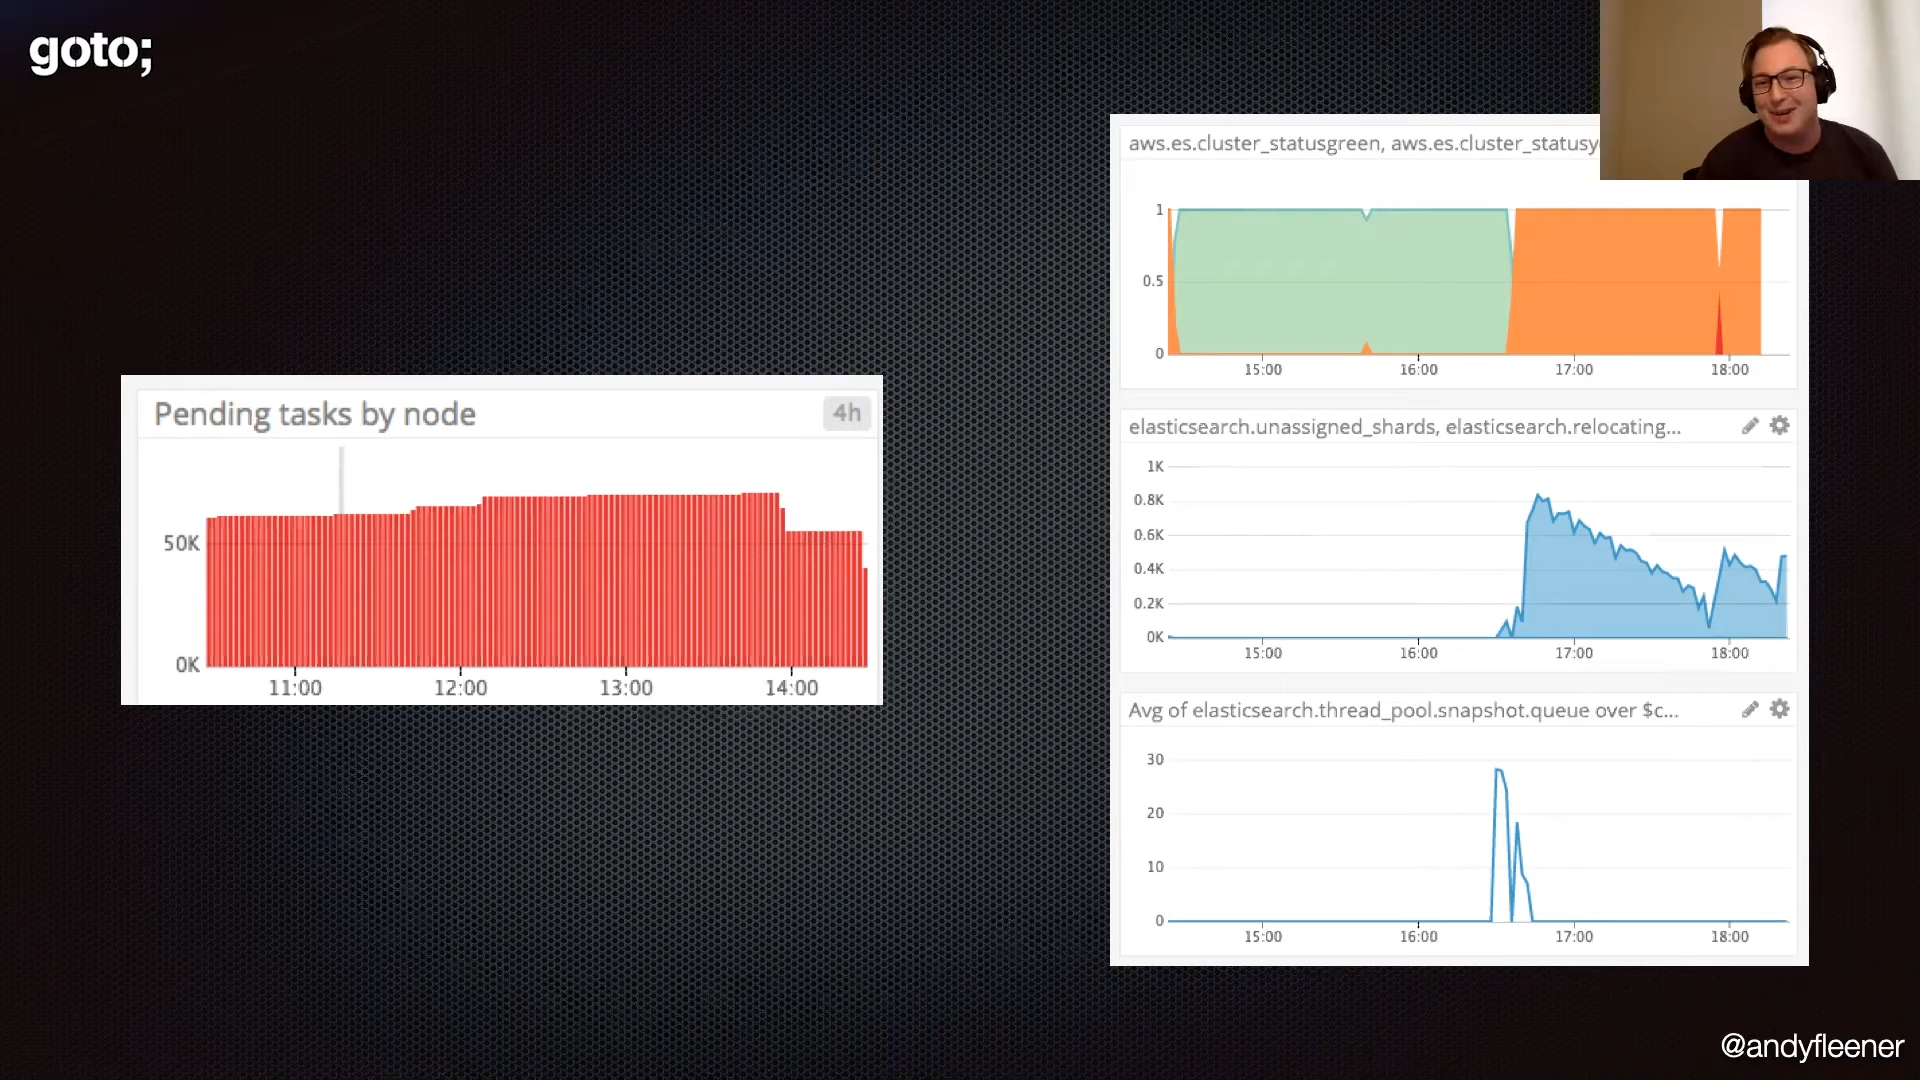 goto;
Pending tasks by node
4h
50K
0K
11:00 12:00 13:00 14:00
aws.es.cluster_statusgreen, aws.es.cluster_statusy
1
0.5
0
15:00 16:00 17:00 18:00
elasticsearch.unassigned_shards, elasticsearch.relocating...
1K
0.8K
0.6K
0.4K
0.2K
0K
15:00 16:00 17:00 18:00
Avg of elasticsearch.thread_pool.snapshot.queue over $c...
30
20
10
0
15:00 16:00 17:00 18:00
@andyfleener